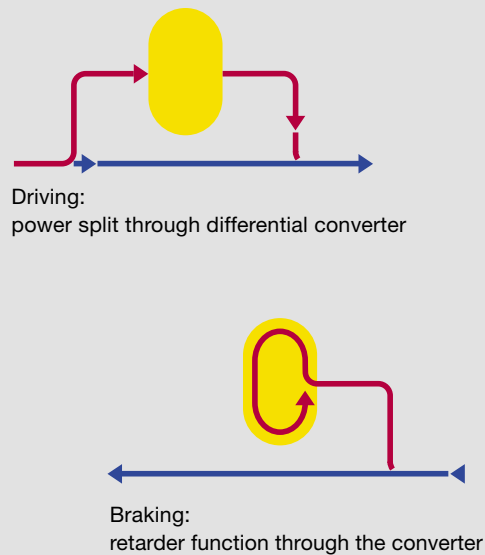 Driving:
power split through differential converter
Braking:
retarder function through the converter